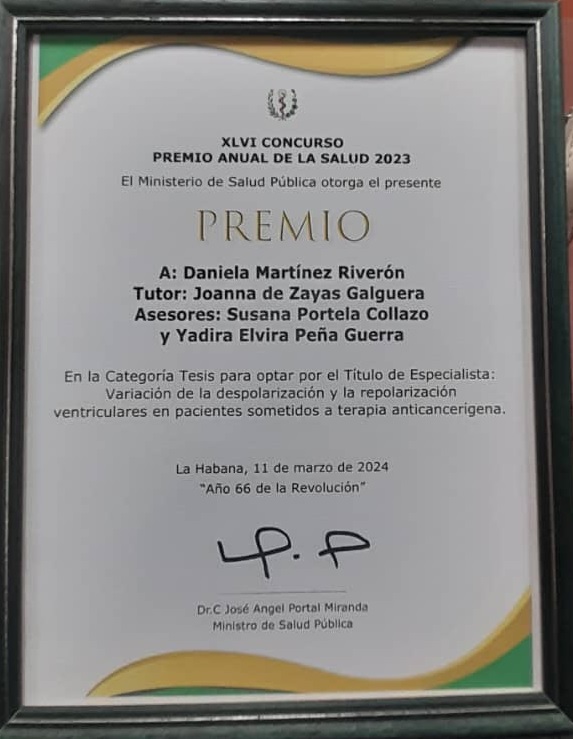 XLVI CONCURSO
PREMIO ANUAL DE LA SALUD 2023
El Ministerio de Salud Pública otorga el presente
PREMIO
A: Daniela Martínez Riverón
Tutor: Joanna de Zayas Galguera
Asesores: Susana Portela Collazo
y Yadira Elvira Peña Guerra
En la Categoría Tesis para optar por el Título de Especialista:
Variación de la despolarización y la repolarización
ventriculares en pacientes sometidos a terapia anticancerigena.
La Habana, 11 de marzo de 2024
"Año 66 de la Revolución"
Dr.C José Angel Portal Miranda
Ministro de Salud Pública